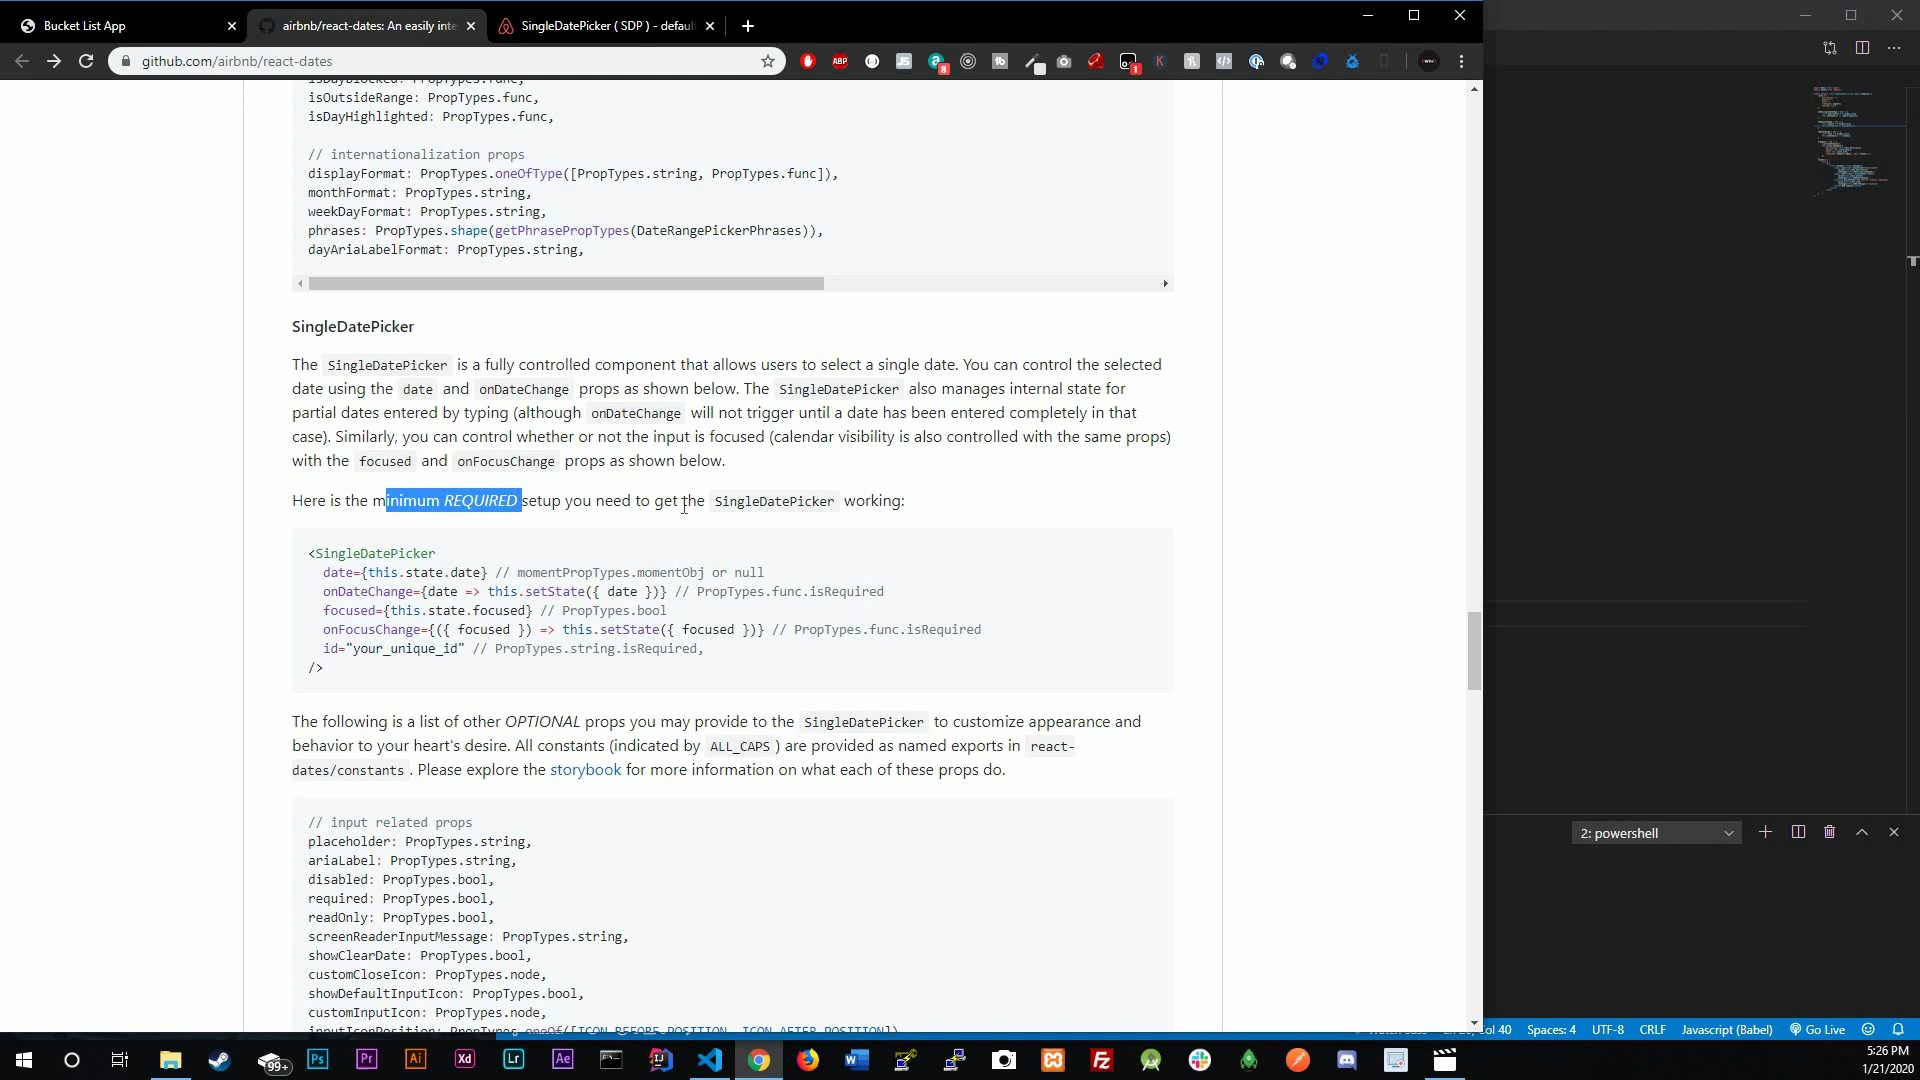 Bucket List App
airbnb/react-dates: An easily inte
SingleDatePicker ( SDP ) - defau
github.com/airbnb/react-dates
isOutsideRange: PropTypes.func,
isDayHighlighted: PropTypes.func,
// internationalization props
displayFormat: PropTypes.oneOfType([PropTypes.string, PropTypes.func]),
monthFormat: PropTypes.string,
weekDayFormat: PropTypes.string,
phrases: PropTypes.shape(getPhrasePropTypes(DateRangePickerPhrases)),
dayAriaLabelFormat: PropTypes.string,
SingleDatePicker
The SingleDatePicker is a fully controlled component that allows users to select a single date. You can control the selected
date using the date and onDateChange props as shown below. The SingleDatePicker also manages internal state for
partial dates entered by typing (although onDateChange will not trigger until a date has been entered completely in that
case). Similarly, you can control whether or not the input is focused (calendar visibility is also controlled with the same props)
with the focused and onFocusChange props as shown below.
Here is the minimum REQUIRED setup you need to get the SingleDatePicker working:
<SingleDatePicker
date={this.state.date} // momentPropTypes.momentObj or null
onDateChange={date => this.setState({ date })} // PropTypes.func.isRequired
focused={this.state.focused} // PropTypes.bool
onFocusChange={({ focused }) => this.setState({ focused })} // PropTypes.func.isRequired
id="your_unique_id" // PropTypes.string.isRequired,
/>
The following is a list of other OPTIONAL props you may provide to the SingleDatePicker to customize appearance and
behavior to your heart's desire. All constants (indicated by ALL_CAPS ) are provided as named exports in react-
dates/constants . Please explore the storybook for more information on what each of these props do.
// input related props
placeholder: PropTypes.string,
ariaLabel: PropTypes.string,
disabled: PropTypes.bool,
required: PropTypes.bool,
readOnly: PropTypes.bool,
screenReaderInputMessage: PropTypes.string,
showClearDate: PropTypes.bool,
customCloseIcon: PropTypes.node,
showDefaultInputIcon: PropTypes.bool,
customInputIcon: PropTypes.node,
inputIconPosition: PropTypes.oneOf([ICON_BEFORE_POSITION, ICON_AFTER_POSITION])
2: powershell
Col 40 Spaces: 4 UTF-8 CRLF Javascript (Babel) Go Live
5:26 PM
1/21/2020